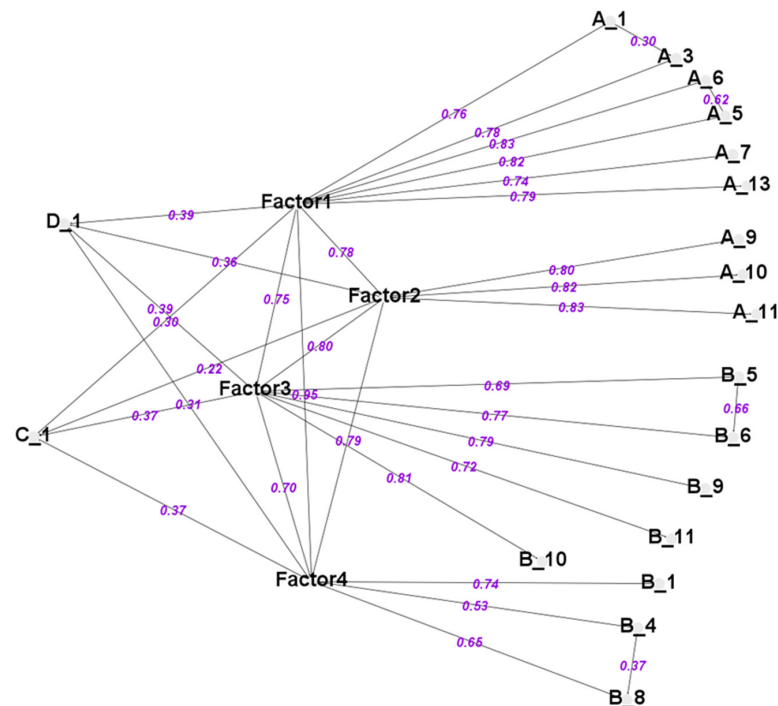 A_1
0.30
A_3
A_6
0.62
A_5
0.76
0.78
0.83
A_7
0.82
0.74
A_13
0.79
Factor1
0.39
D_1
0.78
A_9
0.36
0.80
A_10
0.82
0.75
Factor2
0.83
A_11
0.39
0.30
0.80
0.22
B_5
0.69
Factor3
0.95
0.31
0.37
0.77
0.66
C_1
B_6
0.79
0.79
0.72
0.81
0.70
B_9
0.37
B_11
B_10
Factor4
0.74
B_1
0.53
B_4
0.65
0.37
B_8